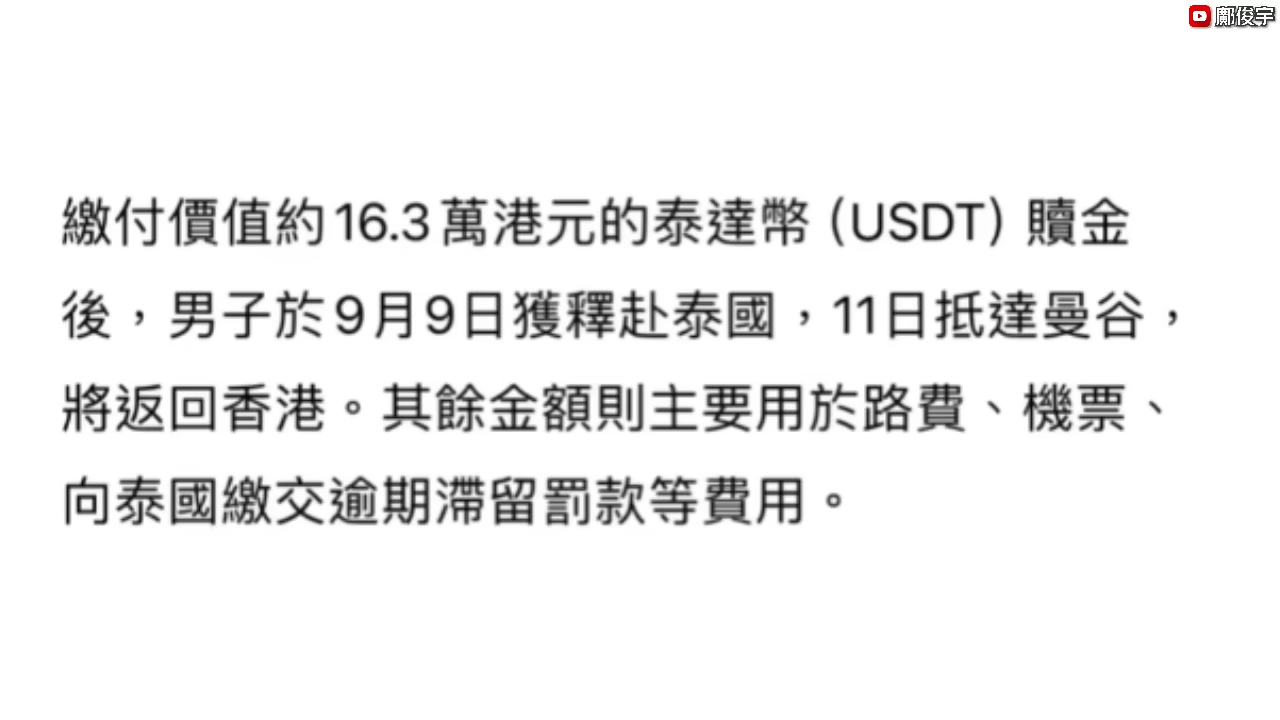 鄺俊宇
繳付價值約16.3萬港元的泰達幣（USDT）贖金
後，男子於9月9日獲釋赴泰國，11日抵達曼谷，
將返回香港。其餘金額則主要用於路費、機票、
向泰國繳交逾期滯留罰款等費用。